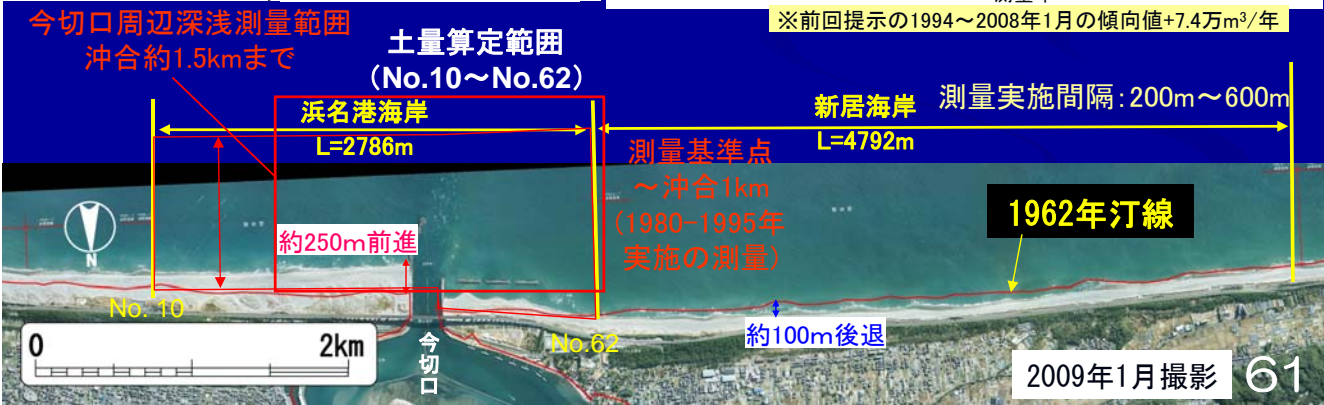 ※前回提示の1994～2008年1月の傾向値+7.4万m³/年
今切口周辺深浅測量範囲
沖合約1.5kmまで
土量算定範囲
（No.10～No.62）
浜名港海岸
L=2786m
新居海岸
L=4792m
測量実施間隔：200m～600m
測量基準点
～沖合1km
（1980-1995年
実施の測量）
1962年汀線
約250m前進
N
No. 10
No.62
約100m後退
0 2km
今切口
2009年1月撮影
61